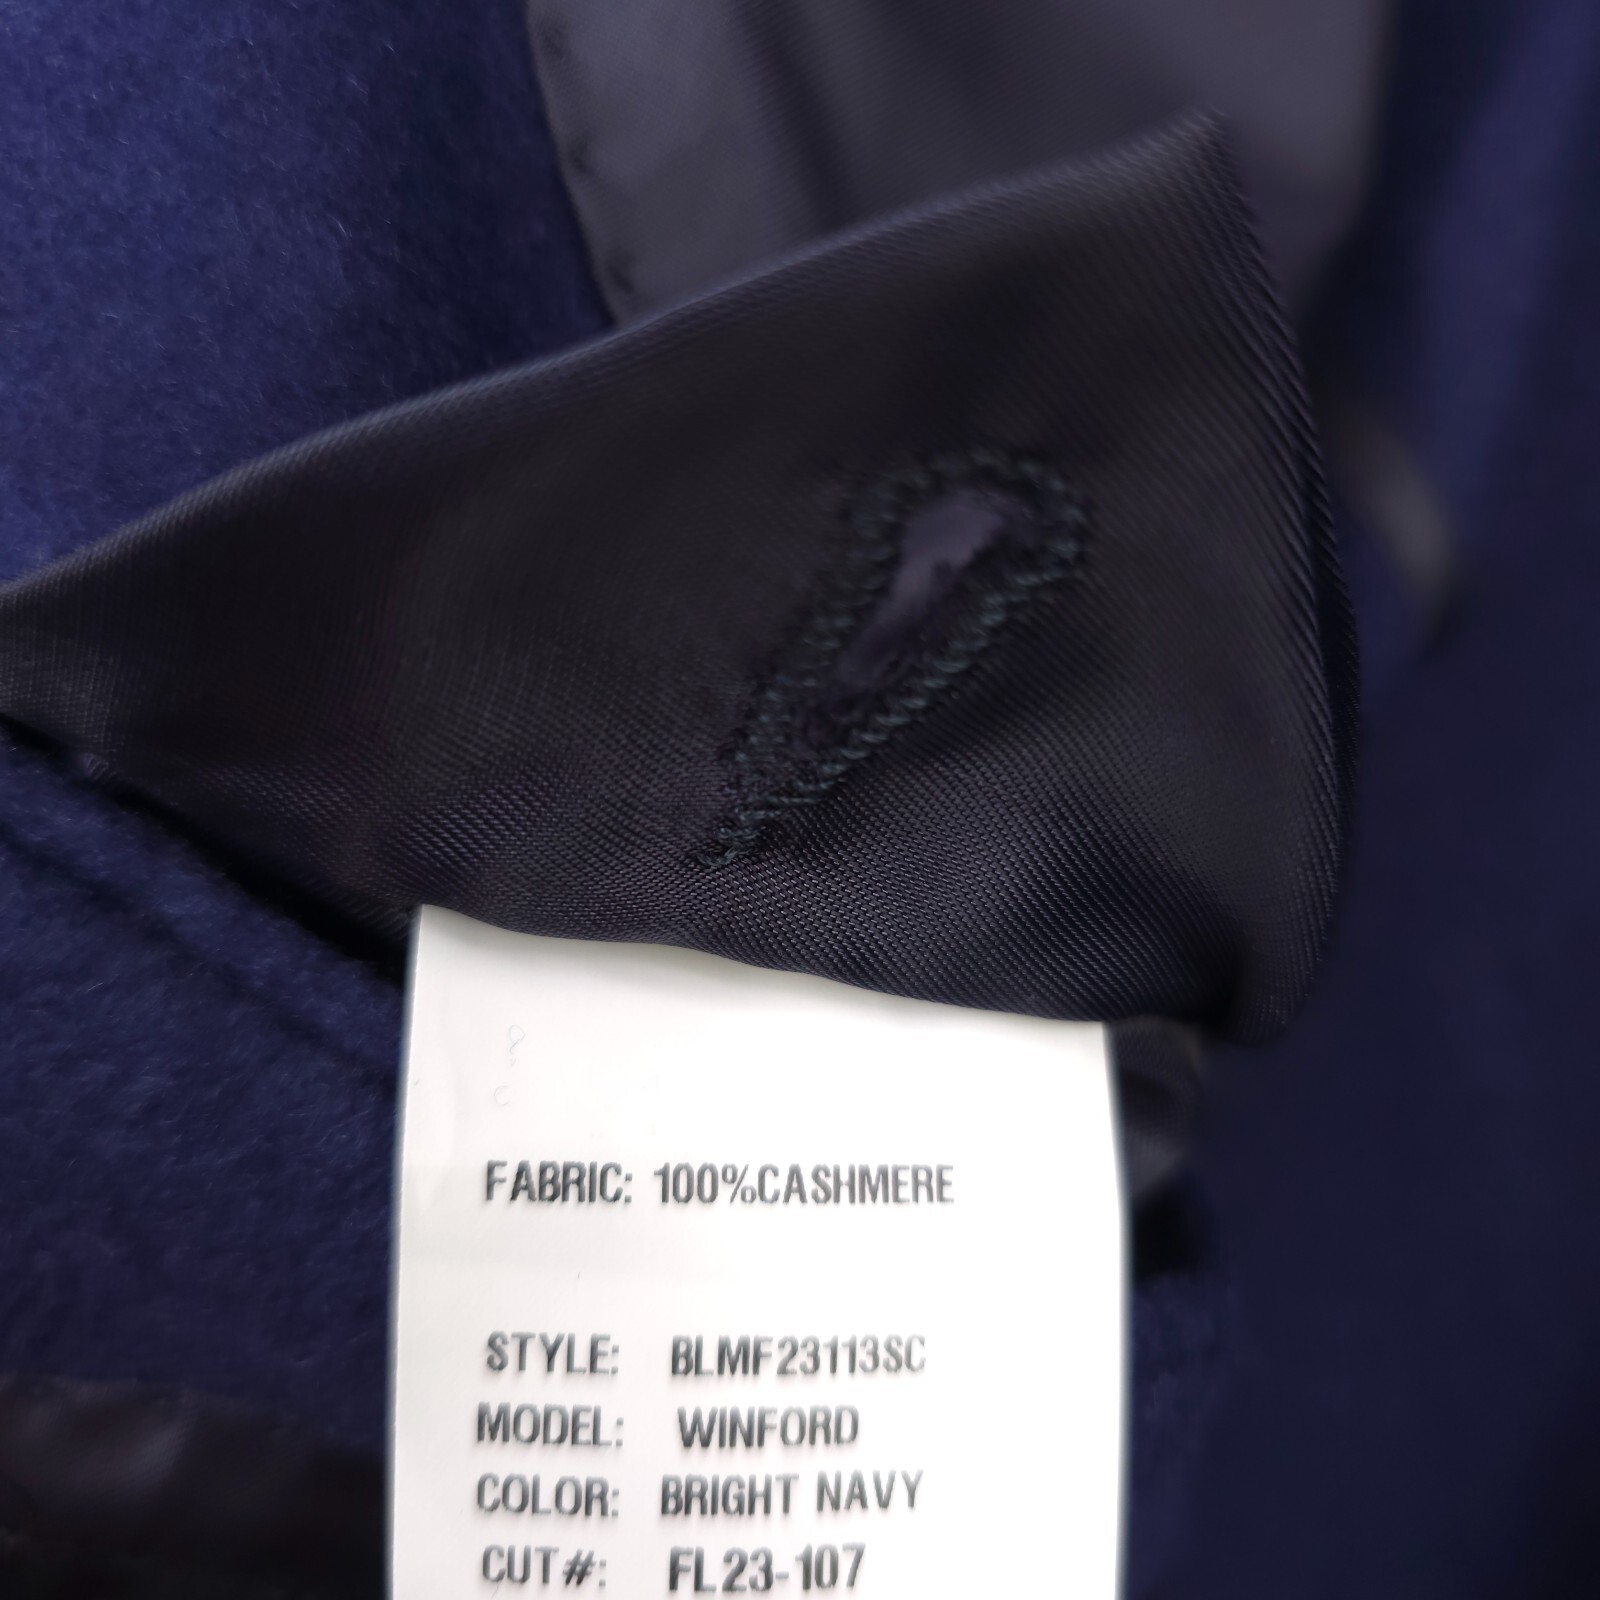 FABRIC: 100%CASHMERE
STYLE: BLMF23113SC
MODEL: WINFORD
COLOR: BRIGHT NAVY
CUT#: FL23-107